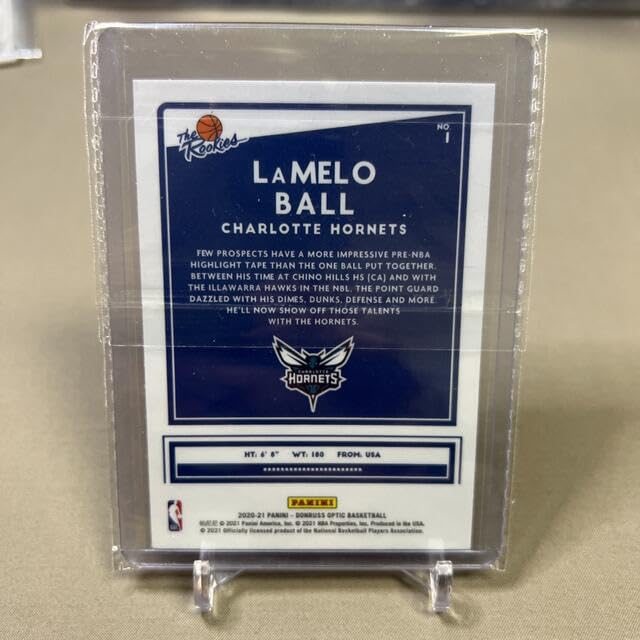 The Rookies
NO.
1
LaMELO
BALL
CHARLOTTE HORNETS
FEW PROSPECTS HAVE A MORE IMPRESSIVE PRE-NBA
HIGHLIGHT TAPE THAN THE ONE BALL PUT TOGETHER.
BETWEEN HIS TIME AT CHINO HILLS HS (CA) AND WITH
THE ILLAWARRA HAWKS IN THE NBL, THE POINT GUARD
DAZZLED WITH HIS DIMES, DUNKS, DEFENSE AND MORE.
HE'LL NOW SHOW OFF THOSE TALENTS
WITH THE HORNETS.
CHARLOTTE
HORNETS
HT: 6' 8" WT: 180 FROM: USA
PANINI
2020-21 PANINI – DONRUSS OPTIC BASKETBALL
© 2021 Panini America, Inc. © 2021 NBA Properties, Inc. Produced in the USA.
© 2021 Officially licensed product of the National Basketball Players Association.
NBA